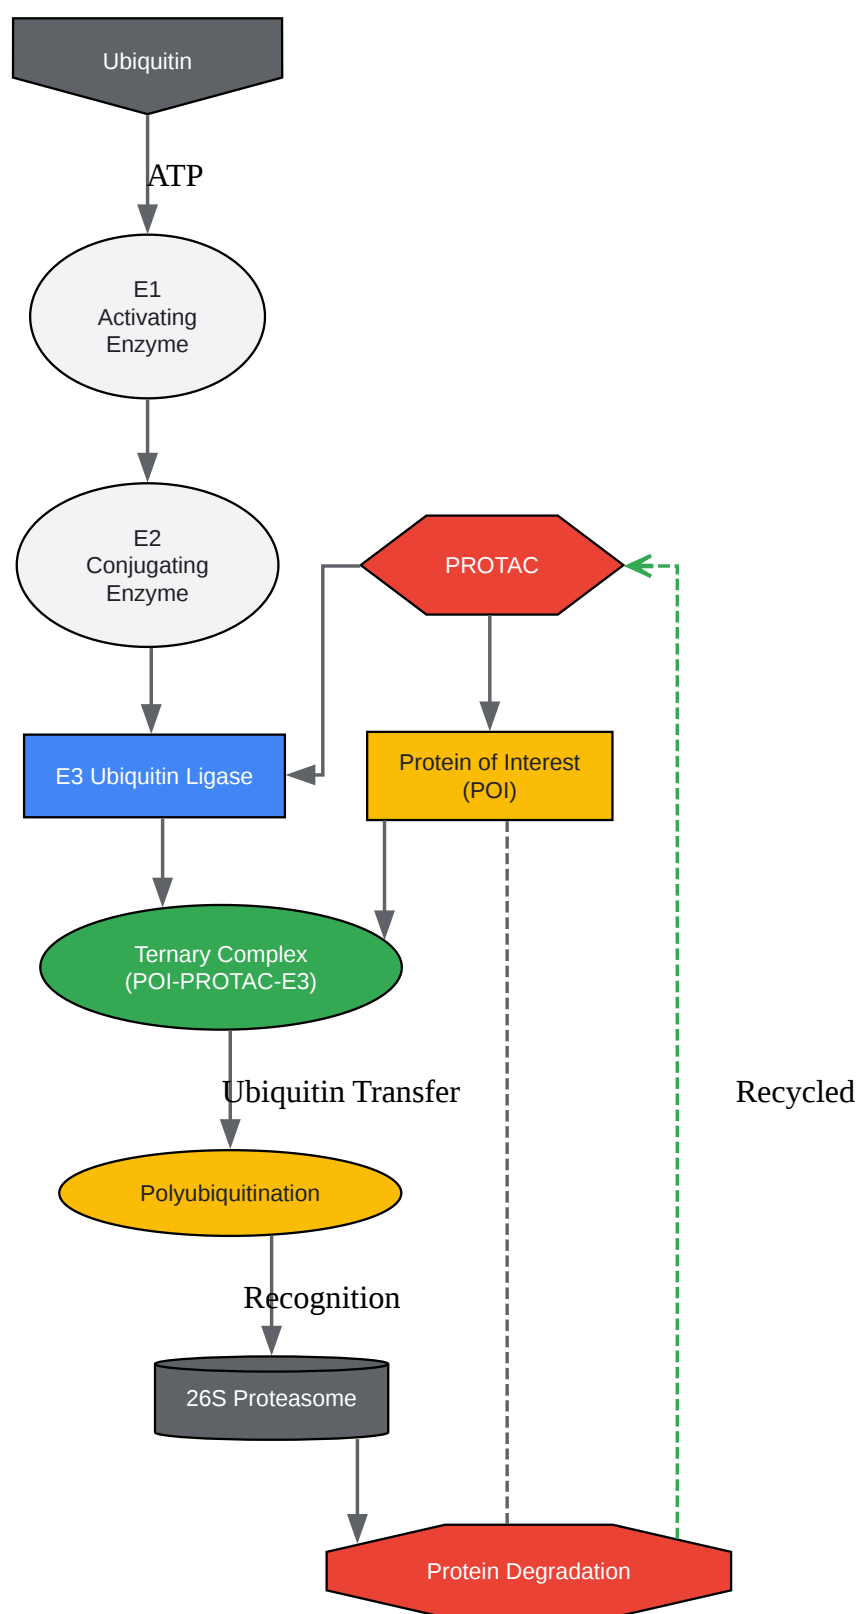 Ubiquitin
ATP
E1
Activating
Enzyme
E2
Conjugating
Enzyme
PROTAC
E3 Ubiquitin Ligase
Protein of Interest
(POI)
Ternary Complex
(POI-PROTAC-E3)
Ubiquitin Transfer
Recycled
Polyubiquitination
Recognition
26S Proteasome
Protein Degradation